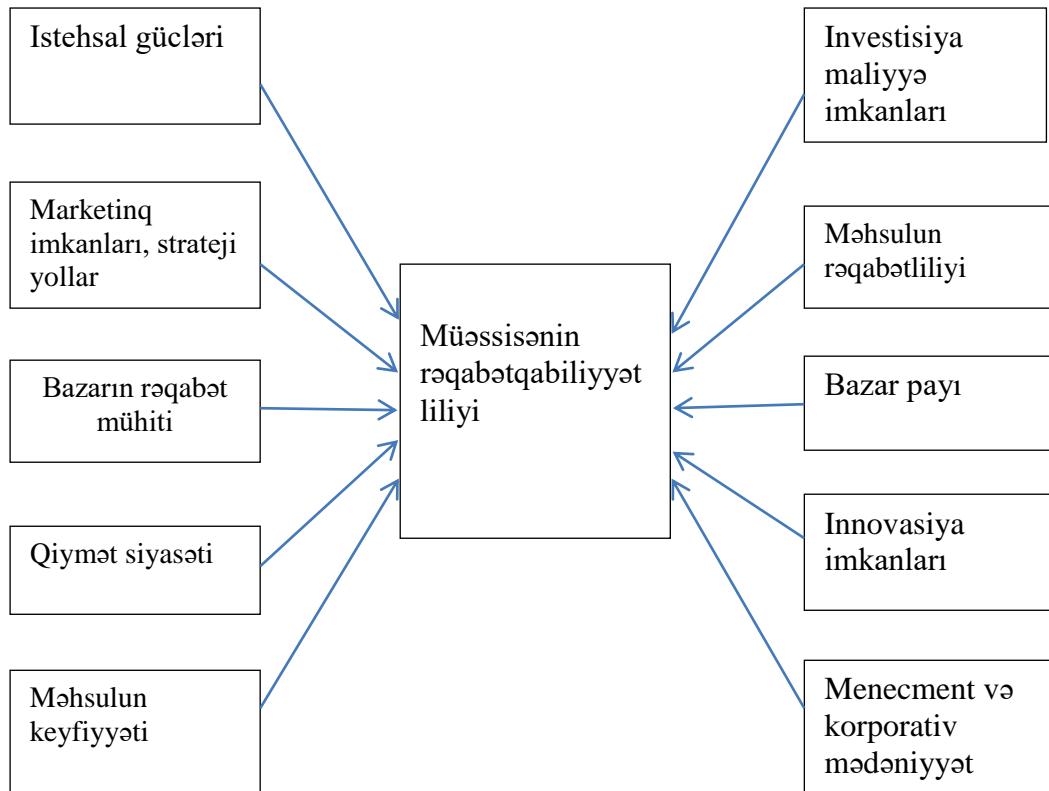 Istehsal gücləri
Marketinq
imkanları, strateji
yollar
Bazarın rəqabət
mühiti
Qiymət siyasəti
Məhsulun
keyfiyyəti
Müəssisənin
rəqabətqabiliyyət
liliyi
Investisiya
maliyyə
imkanları
Məhsulun
rəqabətliliyi
Bazar payı
Innovasiya
imkanları
Menecment və
korporativ
mədəniyyət